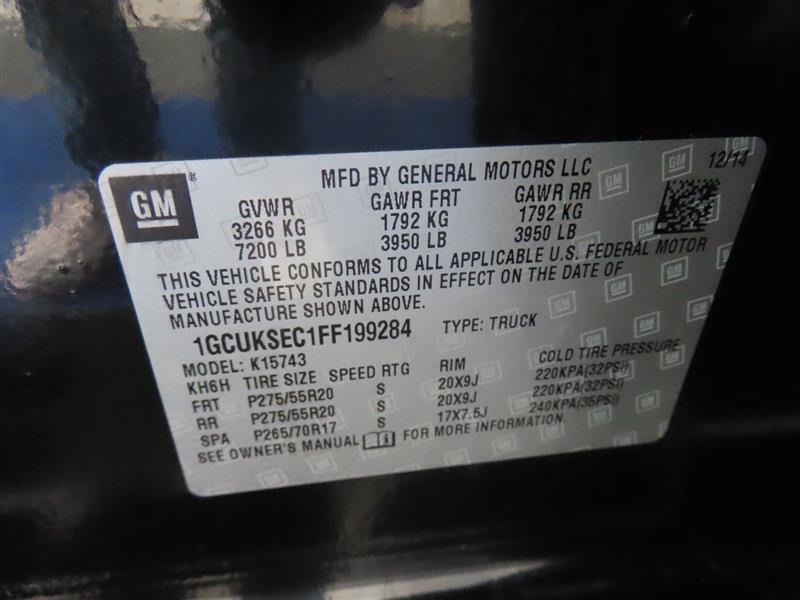 GM
MFD BY GENERAL MOTORS LLC 12/14
GVWR GAWR FRT GAWR RR
3266 KG 1792 KG 1792 KG
7200 LB 3950 LB 3950 LB
THIS VEHICLE CONFORMS TO ALL APPLICABLE U.S. FEDERAL MOTOR
VEHICLE SAFETY STANDARDS IN EFFECT ON THE DATE OF
MANUFACTURE SHOWN ABOVE.
1GCUKSEC1FF199284 TYPE: TRUCK
MODEL: K15743
KH6H TIRE SIZE SPEED RTG RIM COLD TIRE PRESSURE
FRT P275/55R20 S 20X9J 220KPA(32PSI)
RR P275/55R20 S 20X9J 220KPA(32PSI)
SPA P265/70R17 S 17X7.5J 240KPA(35PSI)
SEE OWNER'S MANUAL FOR MORE INFORMATION.